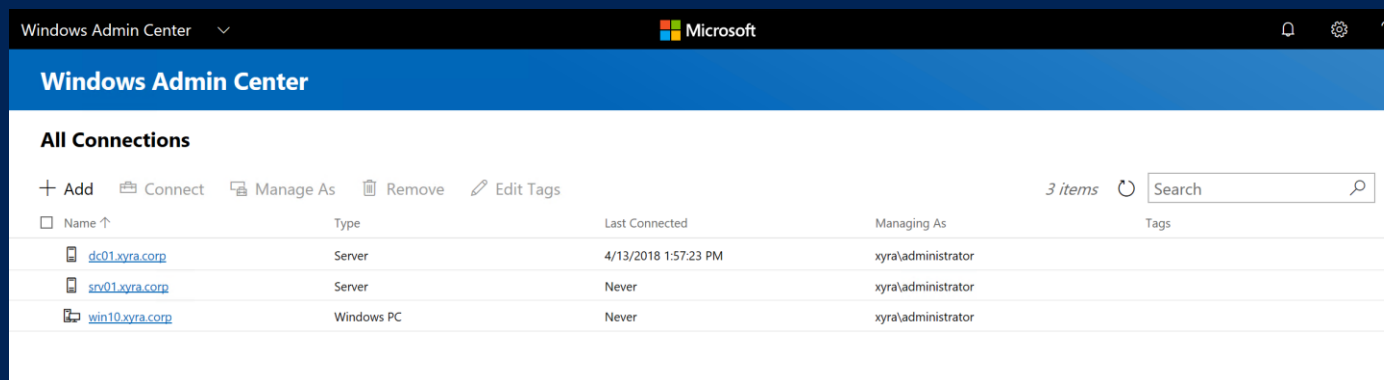 Windows Admin Center Microsoft
Windows Admin Center
All Connections
Add Connect Manage As Remove Edit Tags 3 items Search
Name Type Last Connected Managing As Tags
dc01.xyra.corp Server 4/13/2018 1:57:23 PM xyra\administrator
srv01.xyra.corp Server Never xyra\administrator
win10.xyra.corp Windows PC Never xyra\administrator